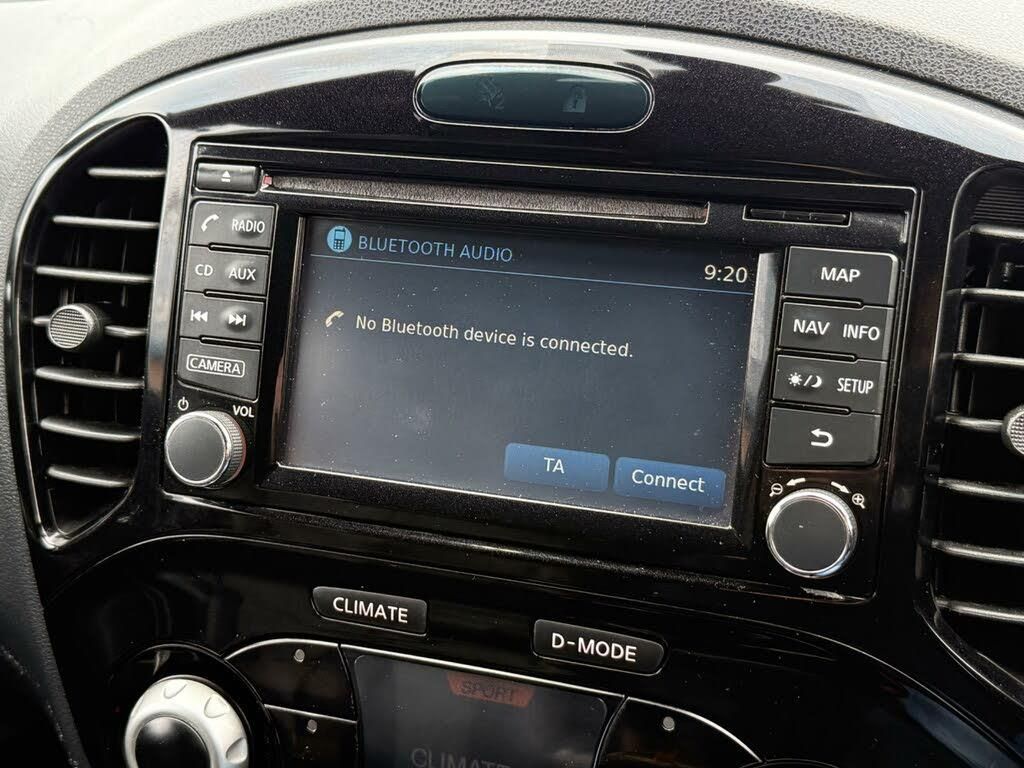 RADIO
CD AUX
CAMERA
VOL
BLUETOOTH AUDIO
9:20
No Bluetooth device is connected.
TA Connect
MAP
NAV INFO
SETUP
CLIMATE
D-MODE
SPORT
CLIMATE